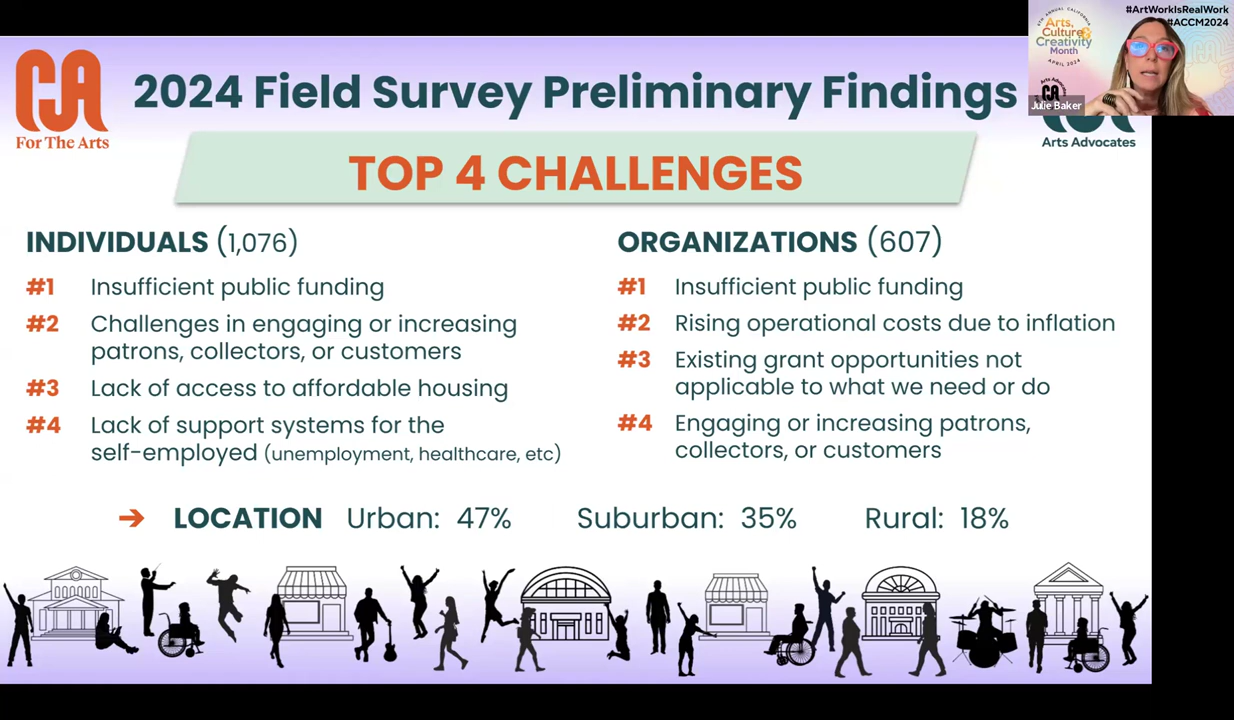 #ArtWorkIsRealWork
#ACCM2024
Arts,
Culture &
Creativity
Month
APRIL 2024
Arts Advocates
Julie Baker
CA
For The Arts
2024 Field Survey Preliminary Findings
Arts Advocates
TOP 4 CHALLENGES
INDIVIDUALS (1,076)
#1 Insufficient public funding
#2 Challenges in engaging or increasing
patrons, collectors, or customers
#3 Lack of access to affordable housing
#4 Lack of support systems for the
self-employed (unemployment, healthcare, etc)
ORGANIZATIONS (607)
#1 Insufficient public funding
#2 Rising operational costs due to inflation
#3 Existing grant opportunities not
applicable to what we need or do
#4 Engaging or increasing patrons,
collectors, or customers
➔ LOCATION Urban: 47% Suburban: 35% Rural: 18%